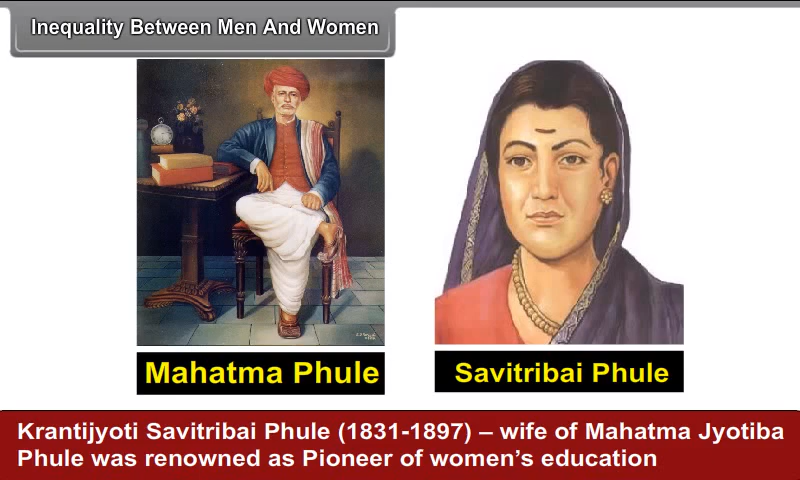 Inequality Between Men And Women
Mahatma Phule
Savitribai Phule
Krantijyoti Savitribai Phule (1831-1897) – wife of Mahatma Jyotiba
Phule was renowned as Pioneer of women’s education